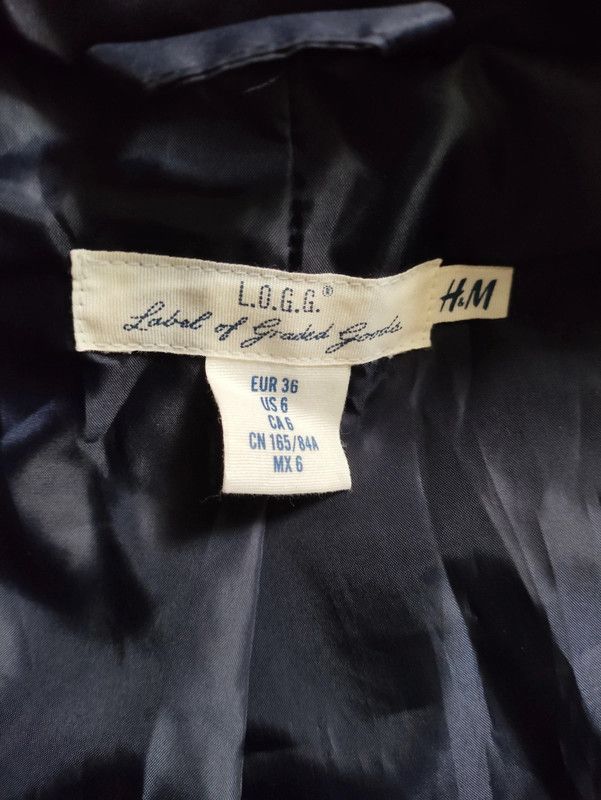 L.O.G.G.®
Label of Graded Goods
H&M
EUR 36
US 6
CA 6
CN 165/84A
MX 6